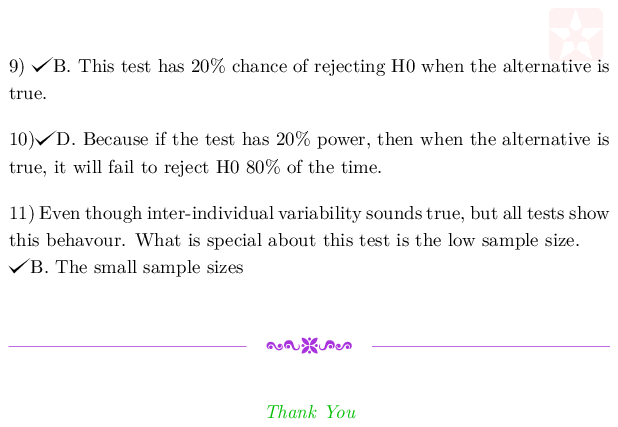 9) ✓B. This test has 20% chance of rejecting H0 when the alternative is
true.
10)✓D. Because if the test has 20% power, then when the alternative is
true, it will fail to reject H0 80% of the time.
11) Even though inter-individual variability sounds true, but all tests show
this behavour. What is special about this test is the low sample size.
✓B. The small sample sizes
Thank You